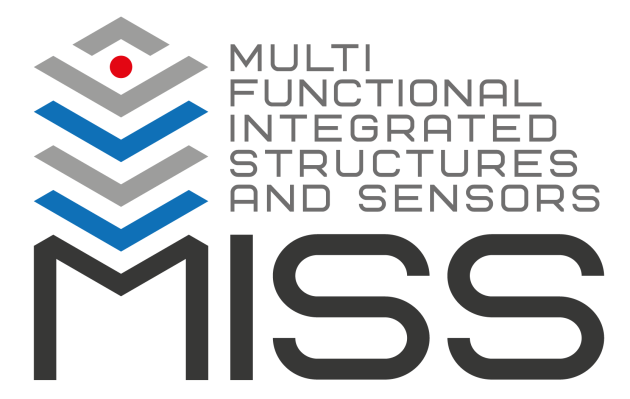 MULTI
FUNCTIONAL
INTEGRATED
STRUCTURES
AND SENSORS
MISS